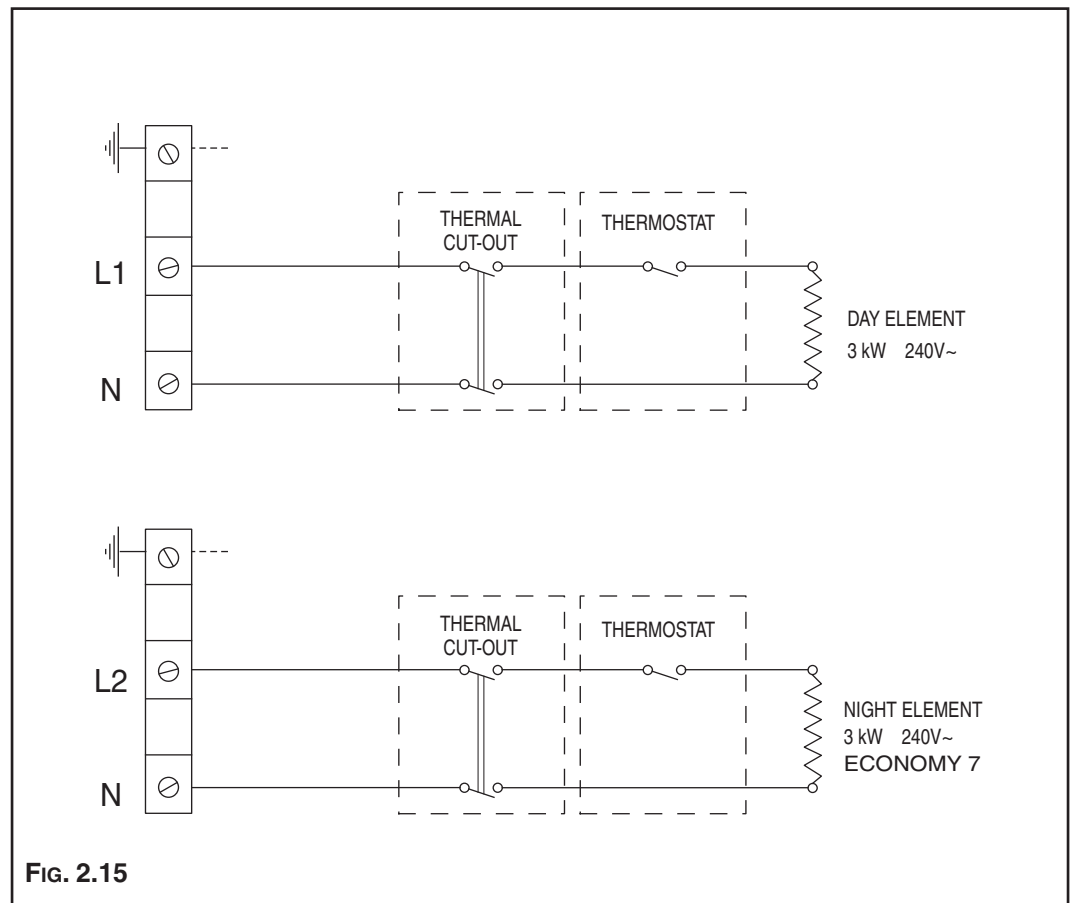 THERMAL
CUT-OUT
THERMOSTAT
L1
DAY ELEMENT
3 kW 240V~
N
THERMAL
CUT-OUT
THERMOSTAT
L2
NIGHT ELEMENT
3 kW 240V~
ECONOMY 7
N
FIG. 2.15